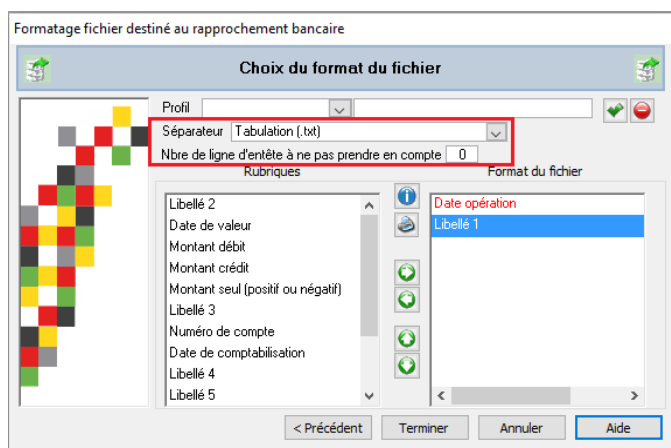 Formatage fichier destiné au rapprochement bancaire
Choix du format du fichier
Profil
Séparateur Tabulation (.txt)
Nbre de ligne d'entête à ne pas prendre en compte 0
Rubriques
Libellé 2
Date de valeur
Montant débit
Montant crédit
Montant seul (positif ou négatif)
Libellé 3
Numéro de compte
Date de comptabilisation
Libellé 4
Libellé 5
Format du fichier
Date opération
Libellé 1
< Précédent
Terminer
Annuler
Aide